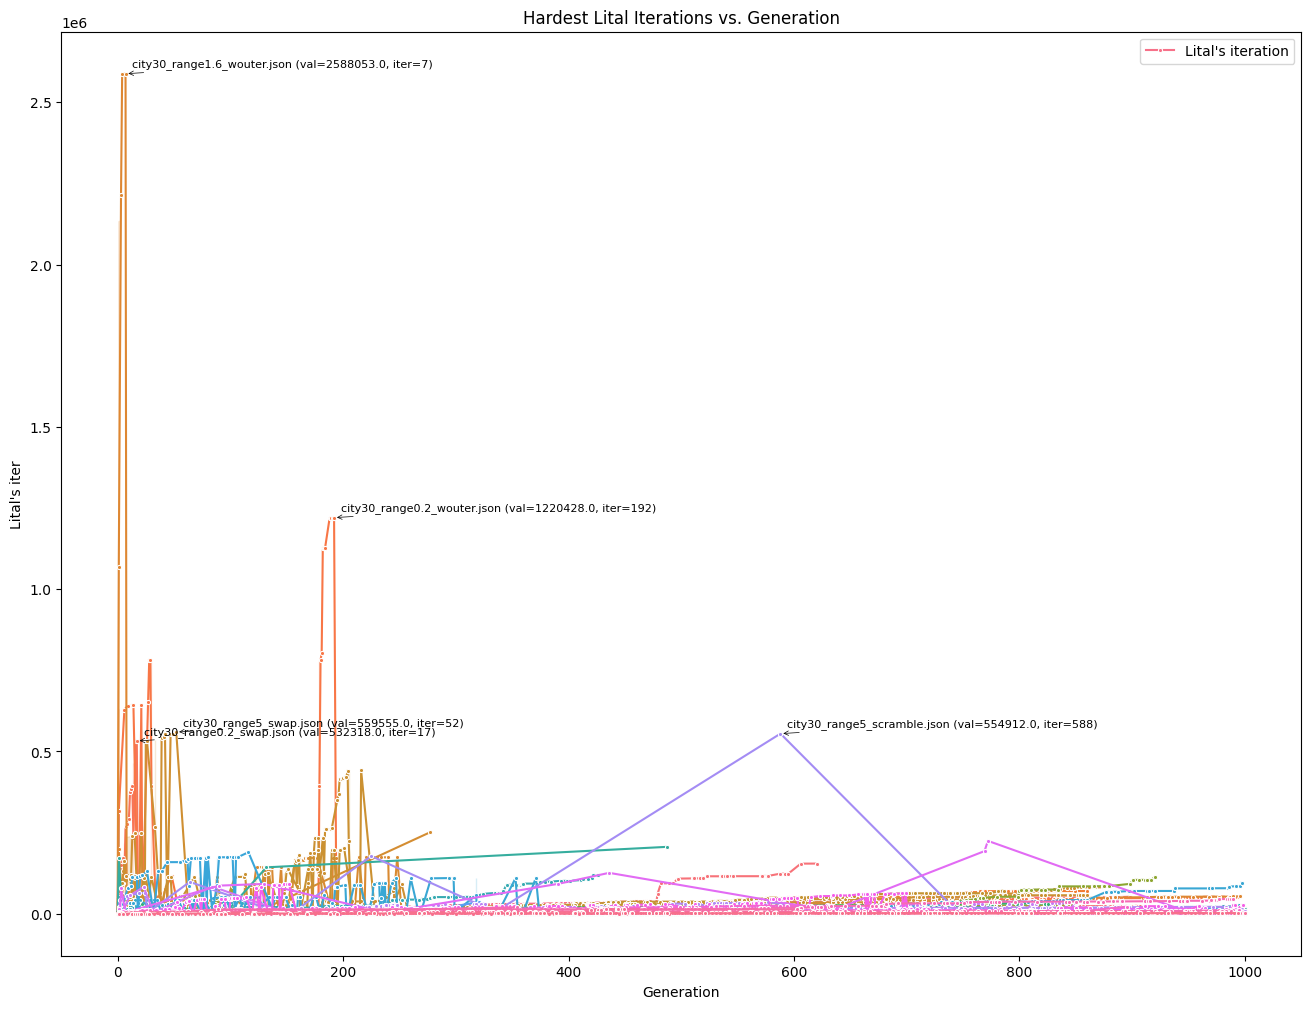 Hardest Lital Iterations vs. Generation
1e6
Lital's iteration
city30_range1.6_wouter.json (val=2588053.0, iter=7)
2.5
2.0
1.5
city30_range0.2_wouter.json (val=1220428.0, iter=192)
1.0
city30_range5_swap.json (val=559555.0, iter=52)
city30_range5_scramble.json (val=554912.0, iter=588)
city30_range0.2_swap.json (val=532318.0, iter=17)
0.5
0.0
Lital's iter
0 200 400 600 800 1000
Generation